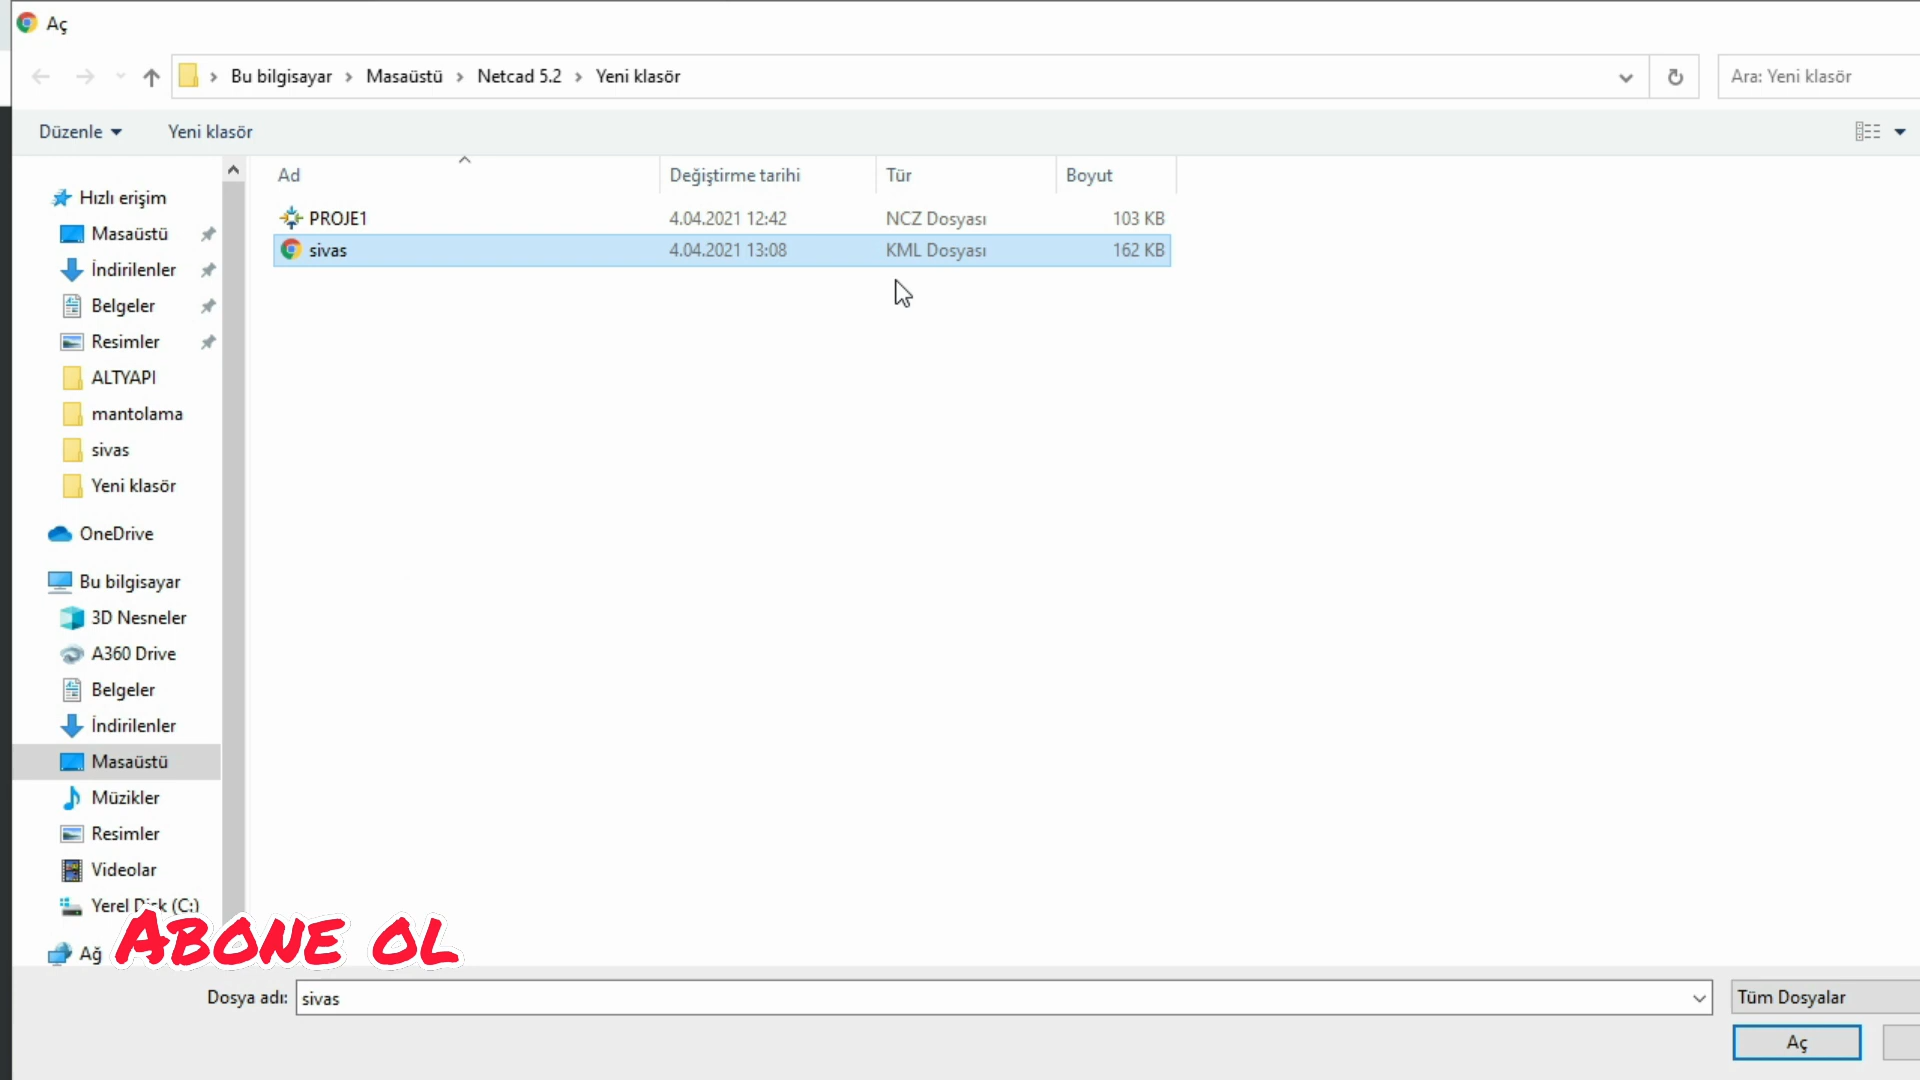 Aç
Bu bilgisayar > Masaüstü > Netcad 5.2 > Yeni klasör
Ara: Yeni klasör
Düzenle
Yeni klasör
Ad
Değiştirme tarihi
Tür
Boyut
PROJE1
4.04.2021 12:42
NCZ Dosyası
103 KB
sivas
4.04.2021 13:08
KML Dosyası
162 KB
Hızlı erişim
Masaüstü
İndirilenler
Belgeler
Resimler
ALTYAPI
mantolama
sivas
Yeni klasör
OneDrive
Bu bilgisayar
3D Nesneler
A360 Drive
Belgeler
İndirilenler
Masaüstü
Müzikler
Resimler
Videolar
Yerel Disk (C:)
Ağ
ABONE OL
Dosya adı:
sivas
Tüm Dosyalar
Aç